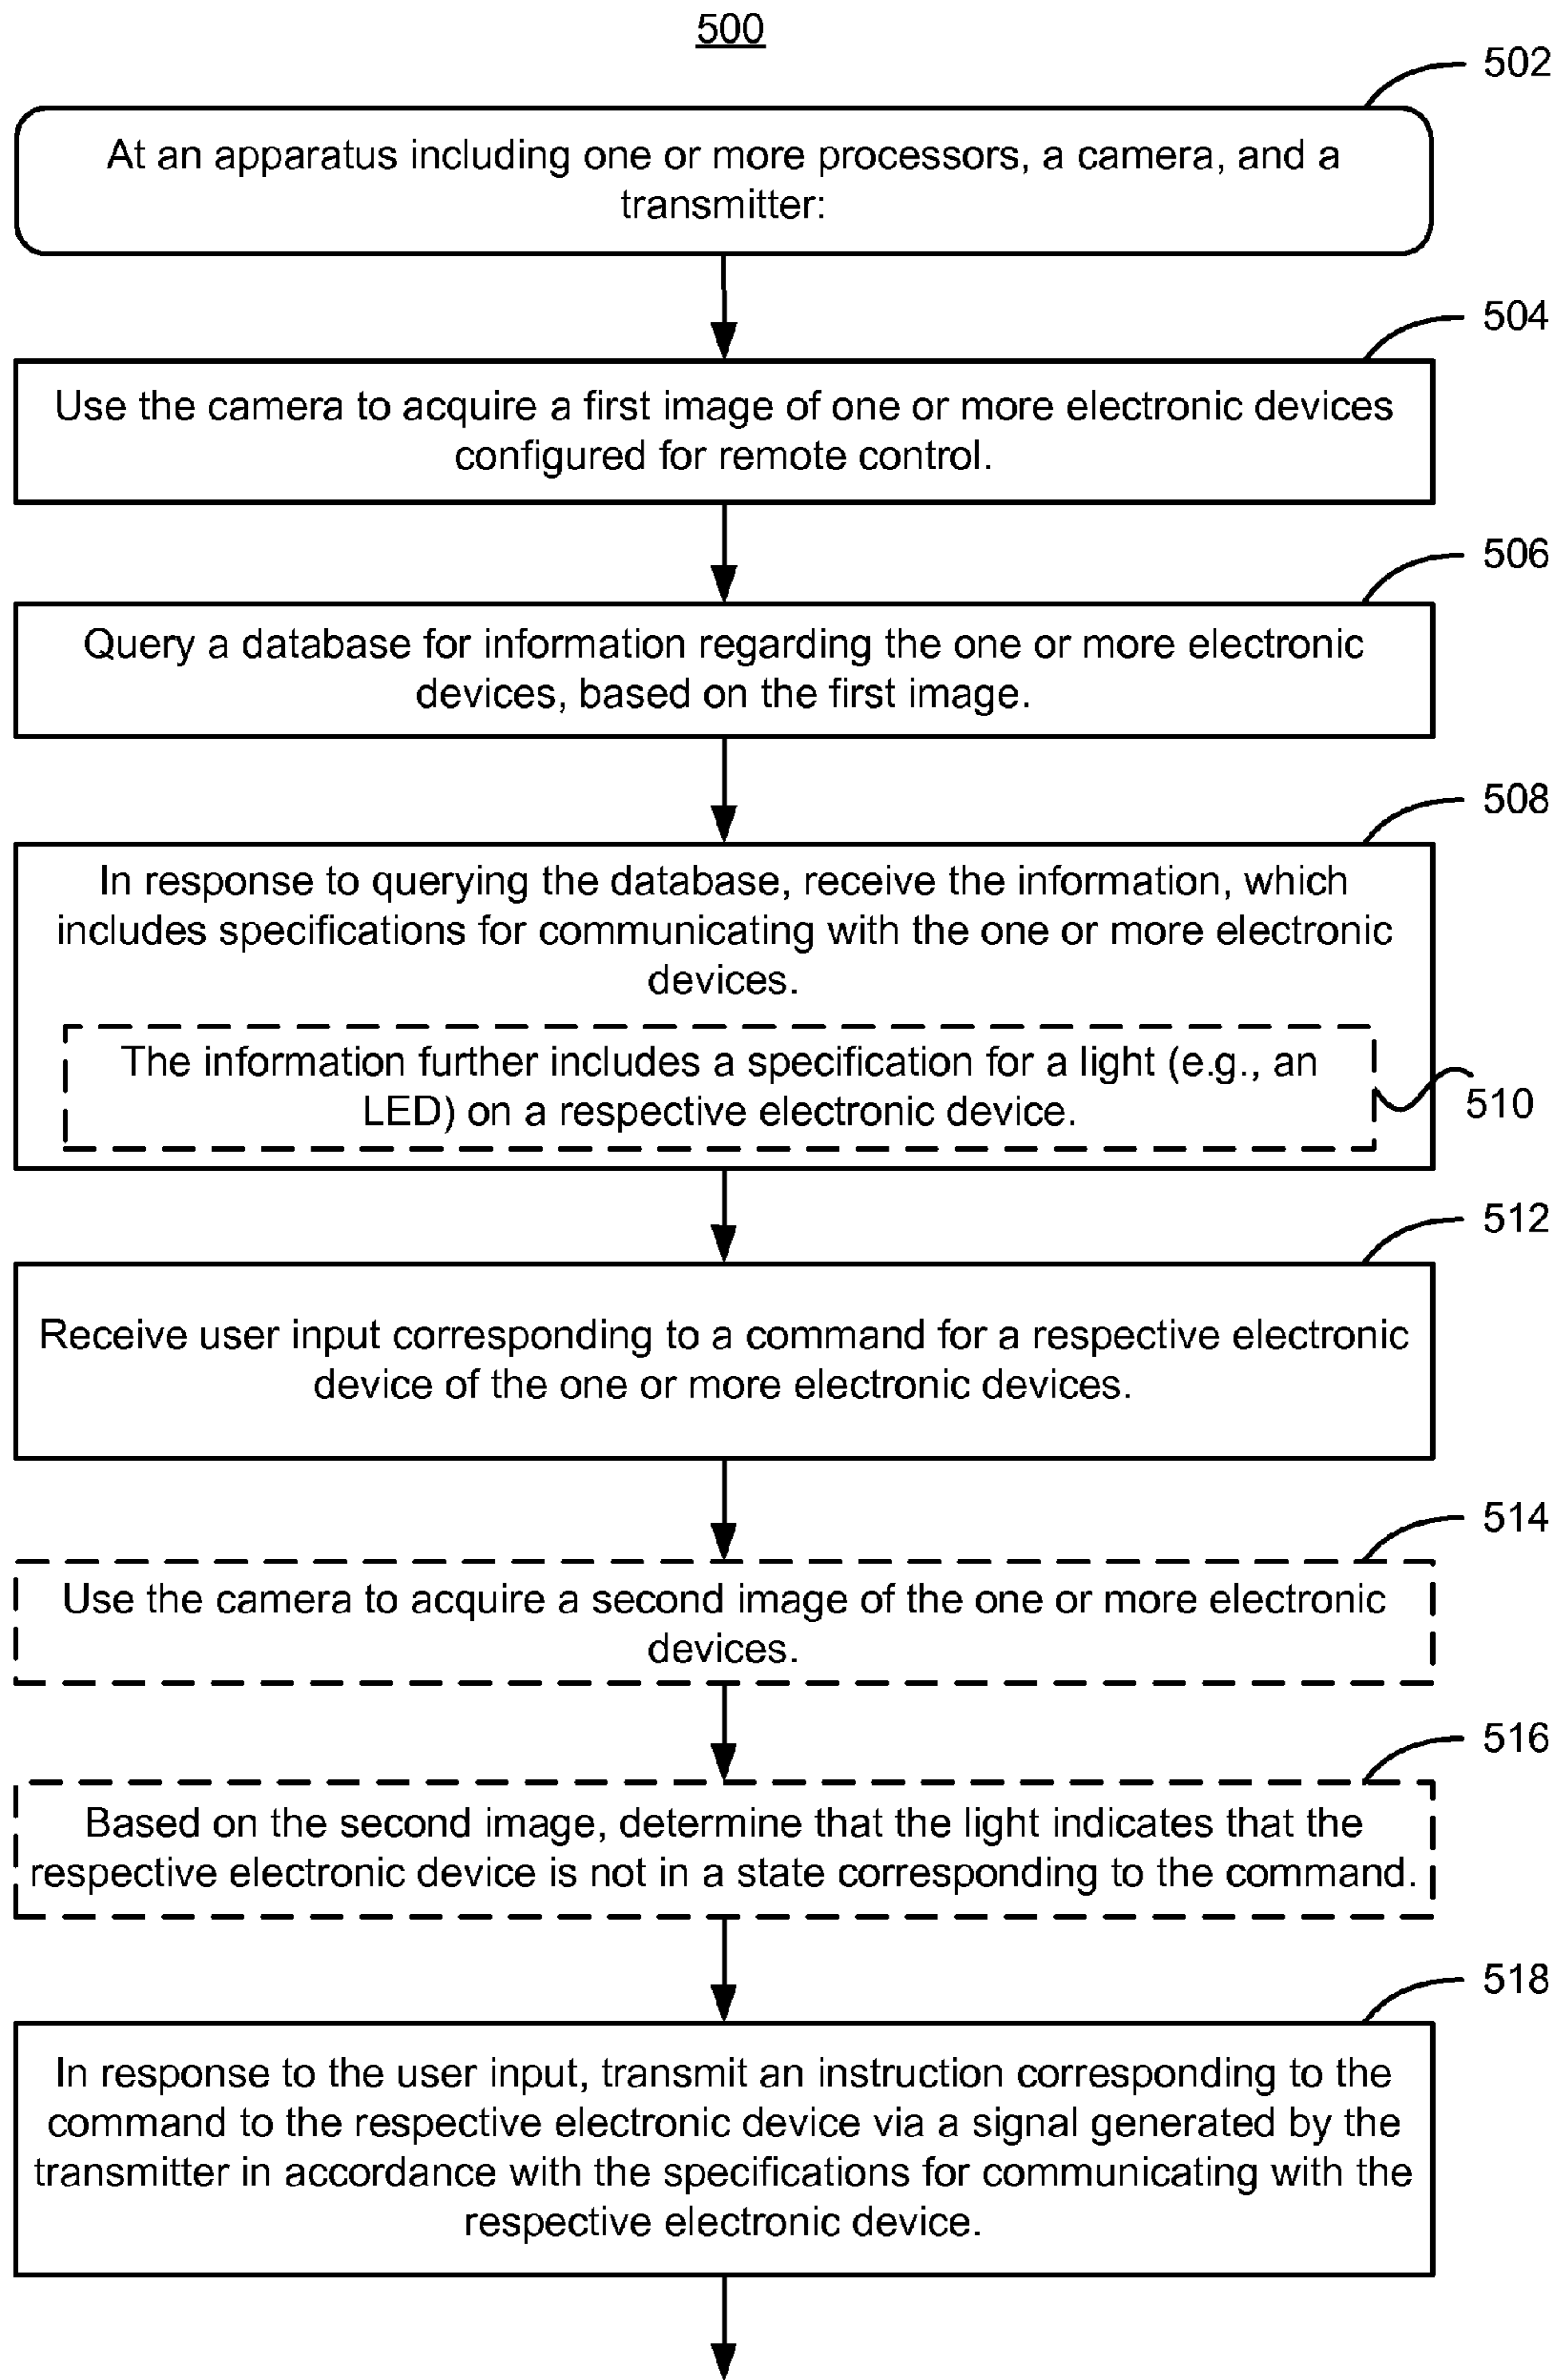 500
502
At an apparatus including one or more processors, a camera, and a
transmitter:
504
Use the camera to acquire a first image of one or more electronic devices
configured for remote control.
506
Query a database for information regarding the one or more electronic
devices, based on the first image.
508
In response to querying the database, receive the information, which
includes specifications for communicating with the one or more electronic
devices.
The information further includes a specification for a light (e.g., an
LED) on a respective electronic device.
510
512
Receive user input corresponding to a command for a respective electronic
device of the one or more electronic devices.
514
Use the camera to acquire a second image of the one or more electronic
devices.
516
Based on the second image, determine that the light indicates that the
respective electronic device is not in a state corresponding to the command.
518
In response to the user input, transmit an instruction corresponding to the
command to the respective electronic device via a signal generated by the
transmitter in accordance with the specifications for communicating with the
respective electronic device.